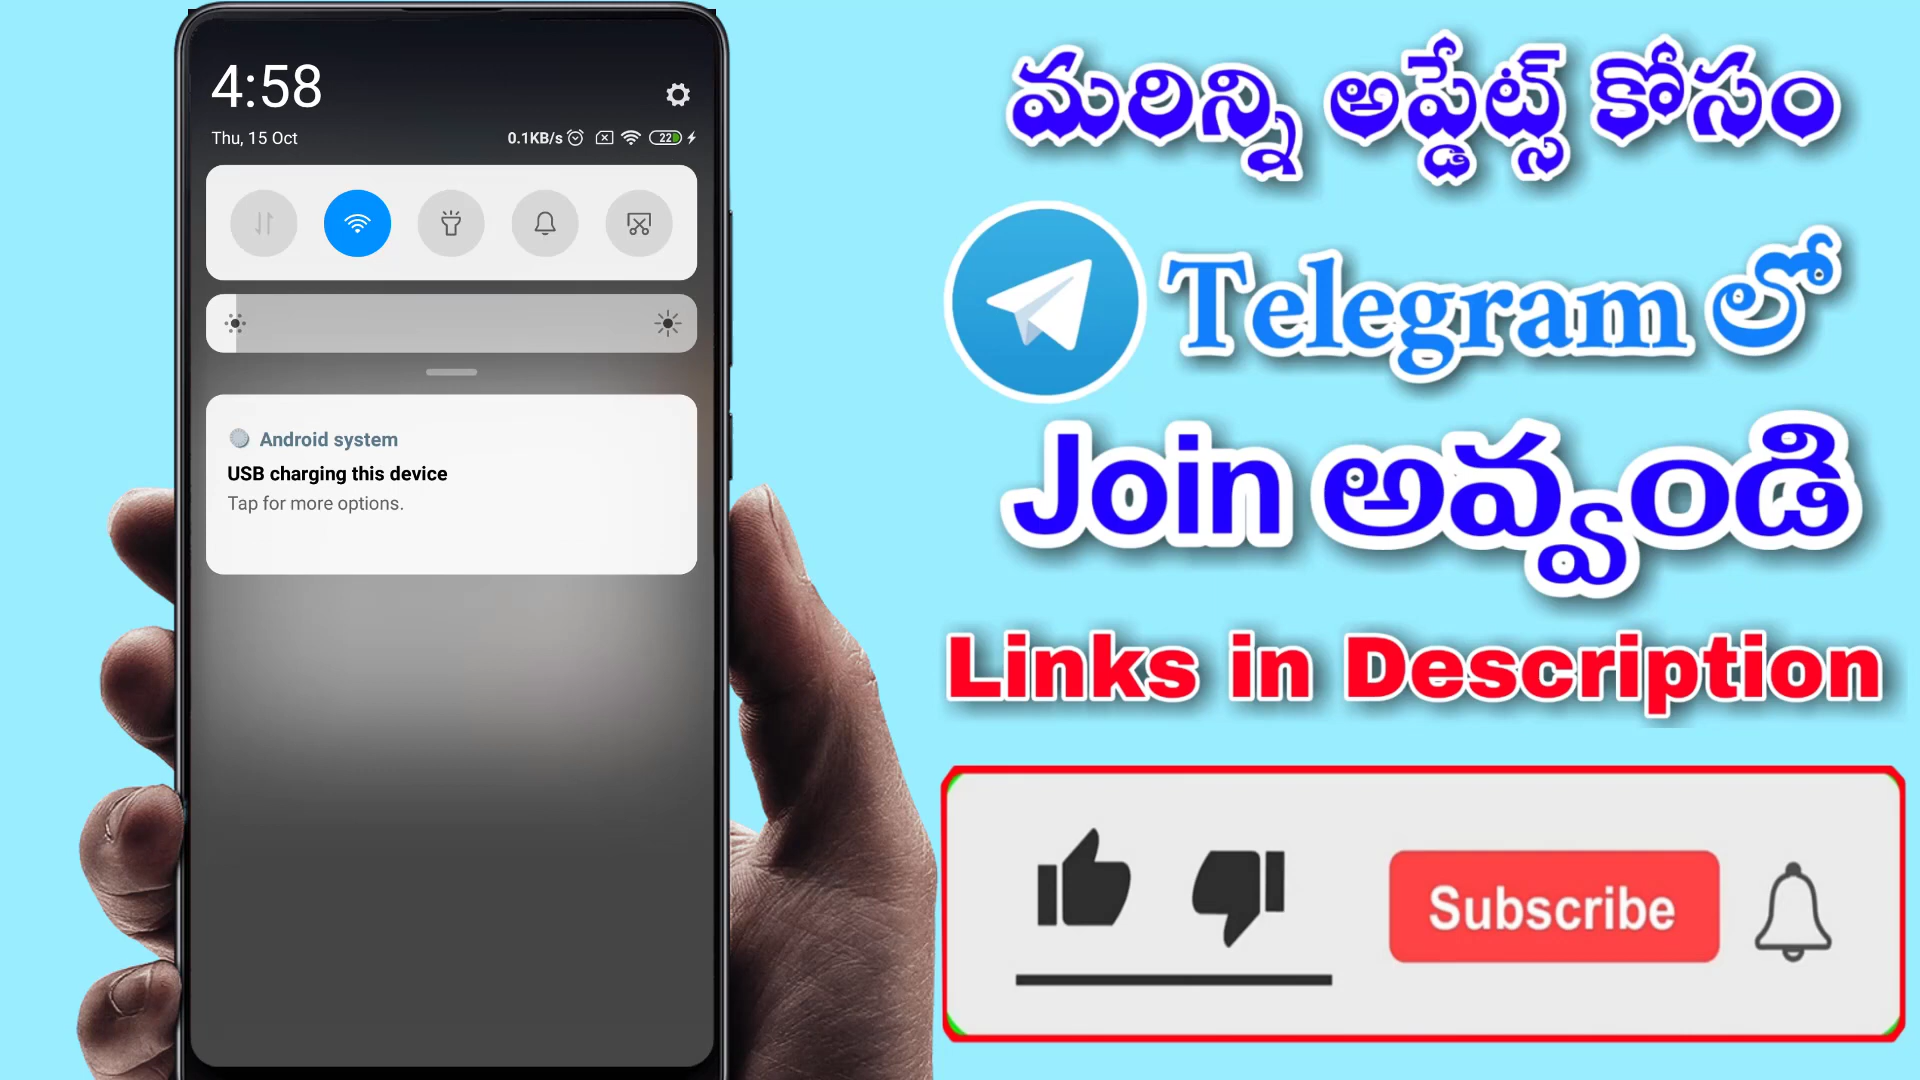 4:58
Thu, 15 Oct
0.1KB/s
22
Android system
USB charging this device
Tap for more options.
మరిన్ని అప్డేట్స్ కోసం
Telegram లో
Join అవ్వండి
Links in Description
Subscribe